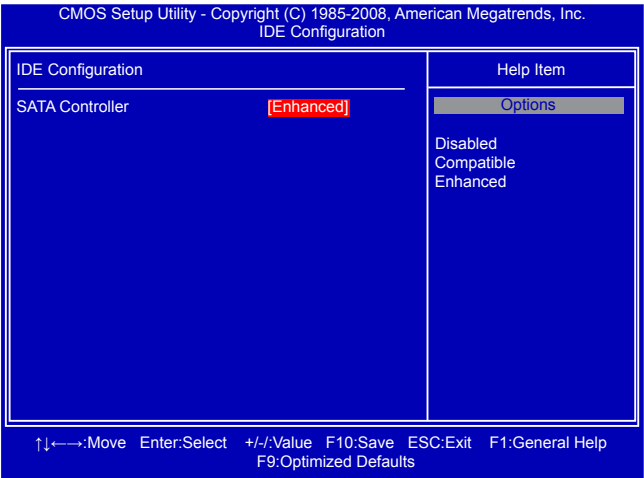 CMOS Setup Utility - Copyright (C) 1985-2008, American Megatrends, Inc.
IDE Configuration
IDE Configuration
SATA Controller [Enhanced]
Help Item
Options
Disabled
Compatible
Enhanced
↑↓←→:Move Enter:Select +/-/:Value F10:Save ESC:Exit F1:General Help
F9:Optimized Defaults